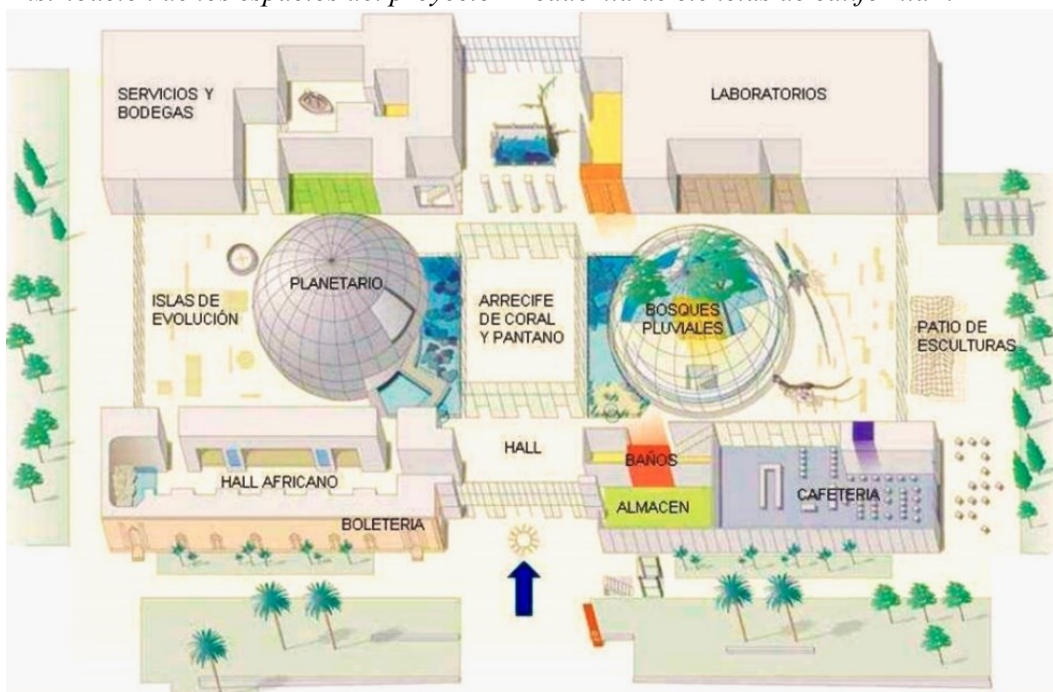 SERVICIOS Y
BODEGAS
LABORATORIOS
PLANETARIO
ISLAS DE
EVOLUCIÓN
ARRECIFE
DE CORAL
Y PANTANO
BOSQUES
PLUVIALES
PATIO DE
ESCULTURAS
HALL
HALL AFRICANO
BAÑOS
ALMACEN
CAFETERIA
BOLETERIA